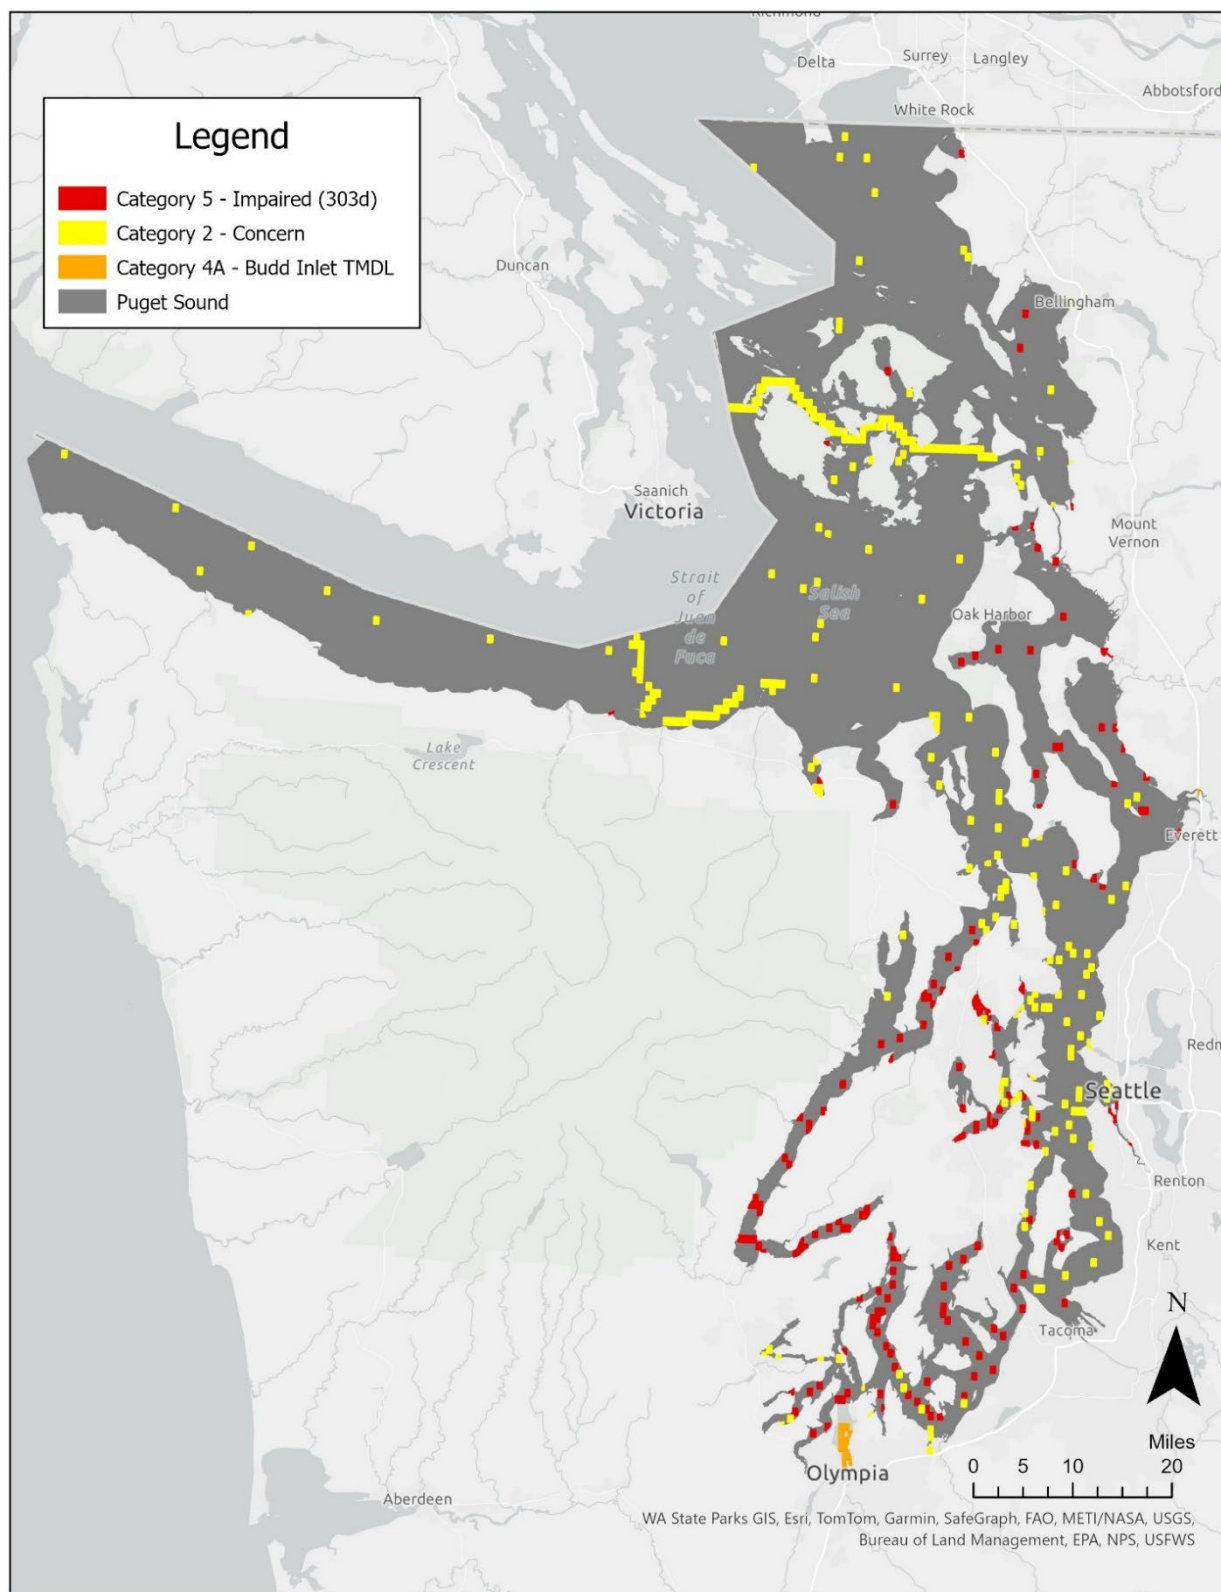 Richmond
Surrey
Delta
Langley
Abbotsford
White Rock
Legend
Category 5 - Impaired (303d)
Category 2 - Concern
Category 4A - Budd Inlet TMDL
Puget Sound
Duncan
Bellingham
Saanich
Victoria
Mount
Vernon
Strait
of
Juan
de
Fuca
Salish
Sea
Oak Harbor
Lake
Crescent
Everett
Redm
Seattle
Renton
Kent
N
Tacoma
Miles
0 5 10 20
Olympia
Aberdeen
WA State Parks GIS, Esri, TomTom, Garmin, SafeGraph, FAO, METI/NASA, USGS,
Bureau of Land Management, EPA, NPS, USFWS